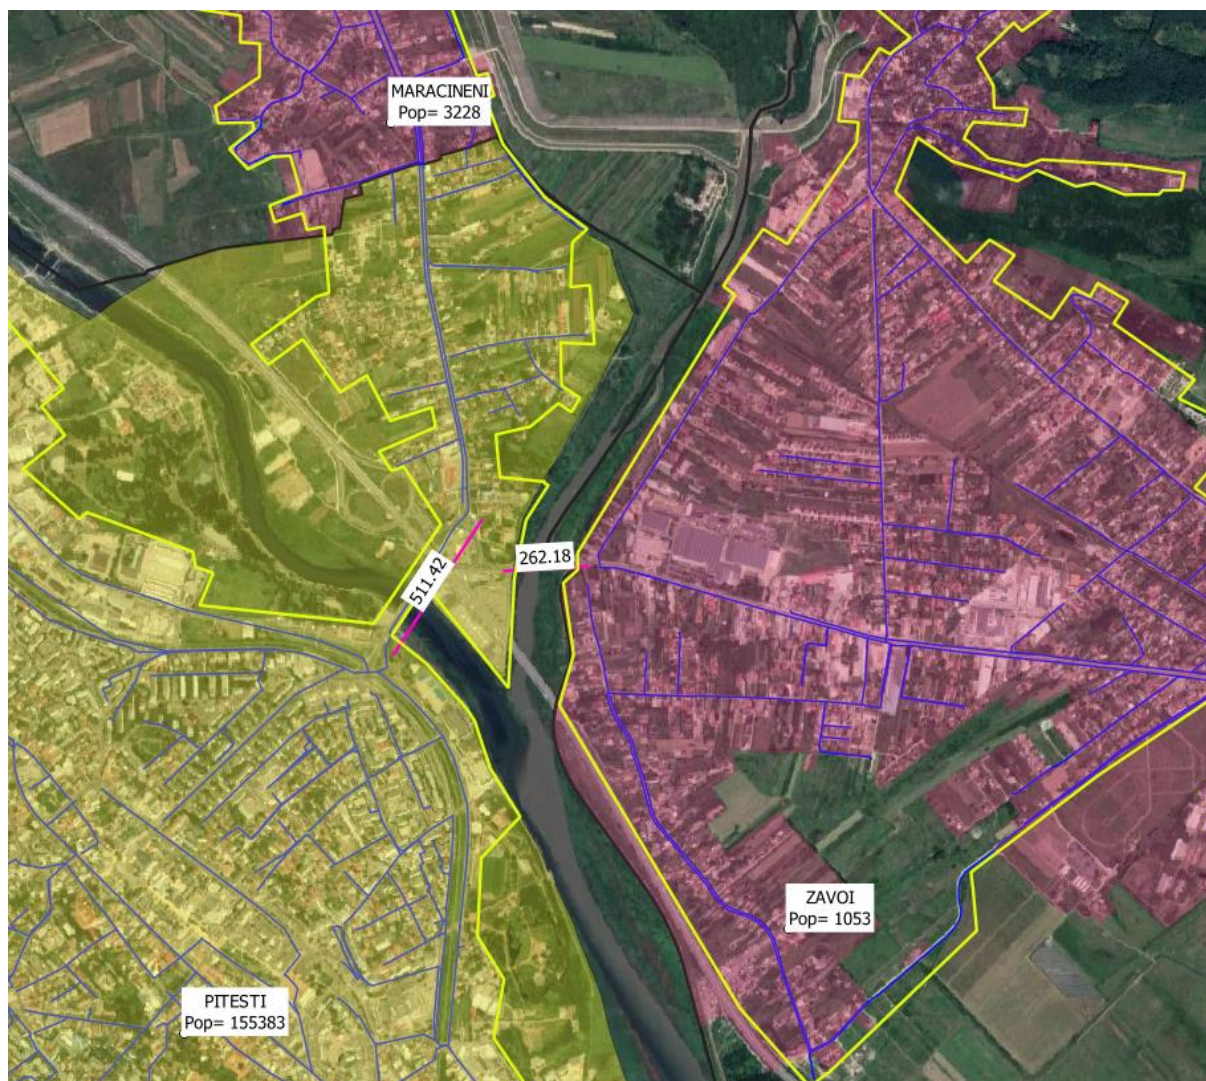 MARACINENI
Pop= 3228
262.18
511.42
ZAVOI
Pop= 1053
PITESTI
Pop= 155383